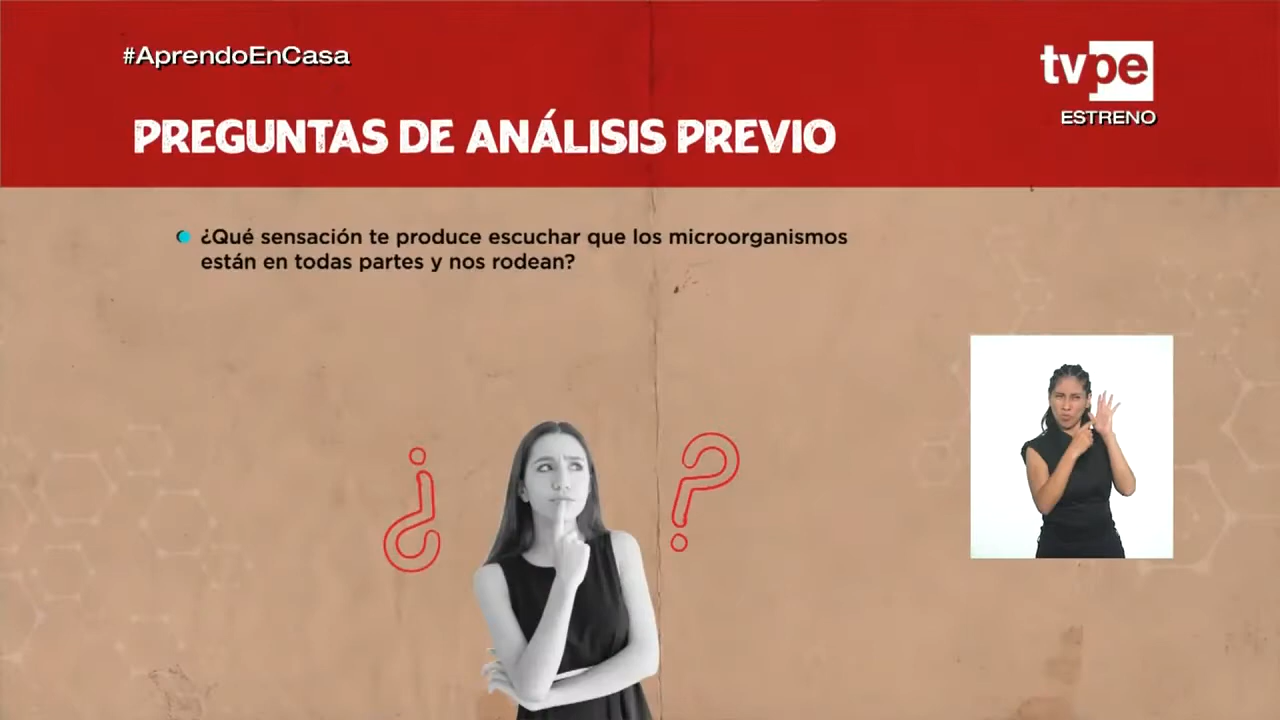 #AprendoEnCasa
tvpe
ESTRENO
PREGUNTAS DE ANÁLISIS PREVIO
¿Qué sensación te produce escuchar que los microorganismos
están en todas partes y nos rodean?
¿ ?